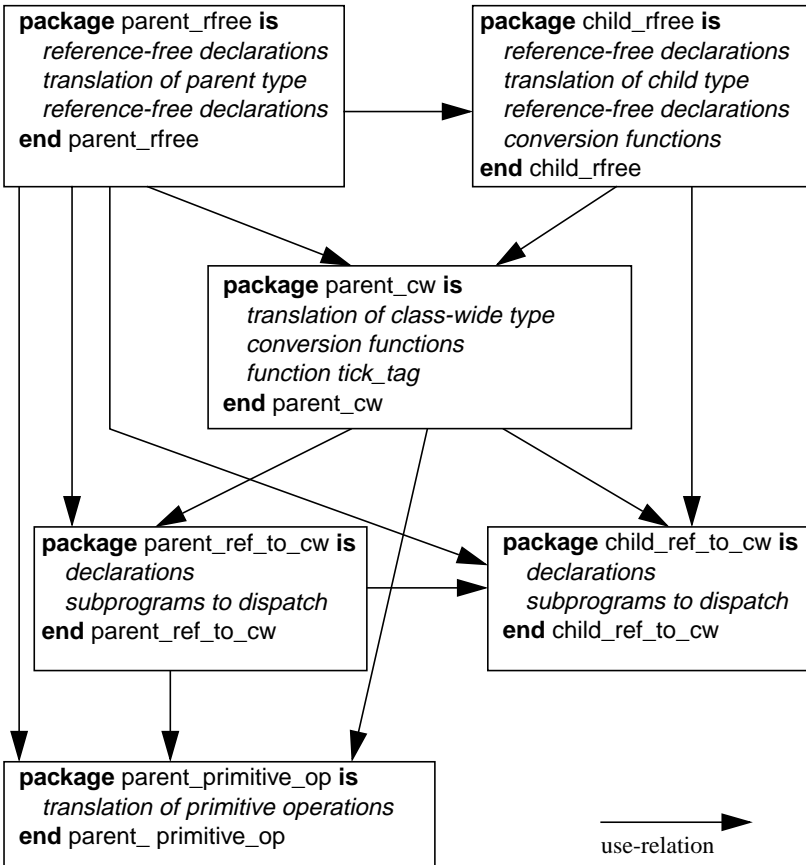 package parent_rfree is
reference-free declarations
translation of parent type
reference-free declarations
end parent_rfree
package child_rfree is
reference-free declarations
translation of child type
reference-free declarations
conversion functions
end child_rfree
package parent_cw is
translation of class-wide type
conversion functions
function tick_tag
end parent_cw
package parent_ref_to_cw is
declarations
subprograms to dispatch
end parent_ref_to_cw
package child_ref_to_cw is
declarations
subprograms to dispatch
end child_ref_to_cw
package parent_primitive_op is
translation of primitive operations
end parent_ primitive_op
use-relation